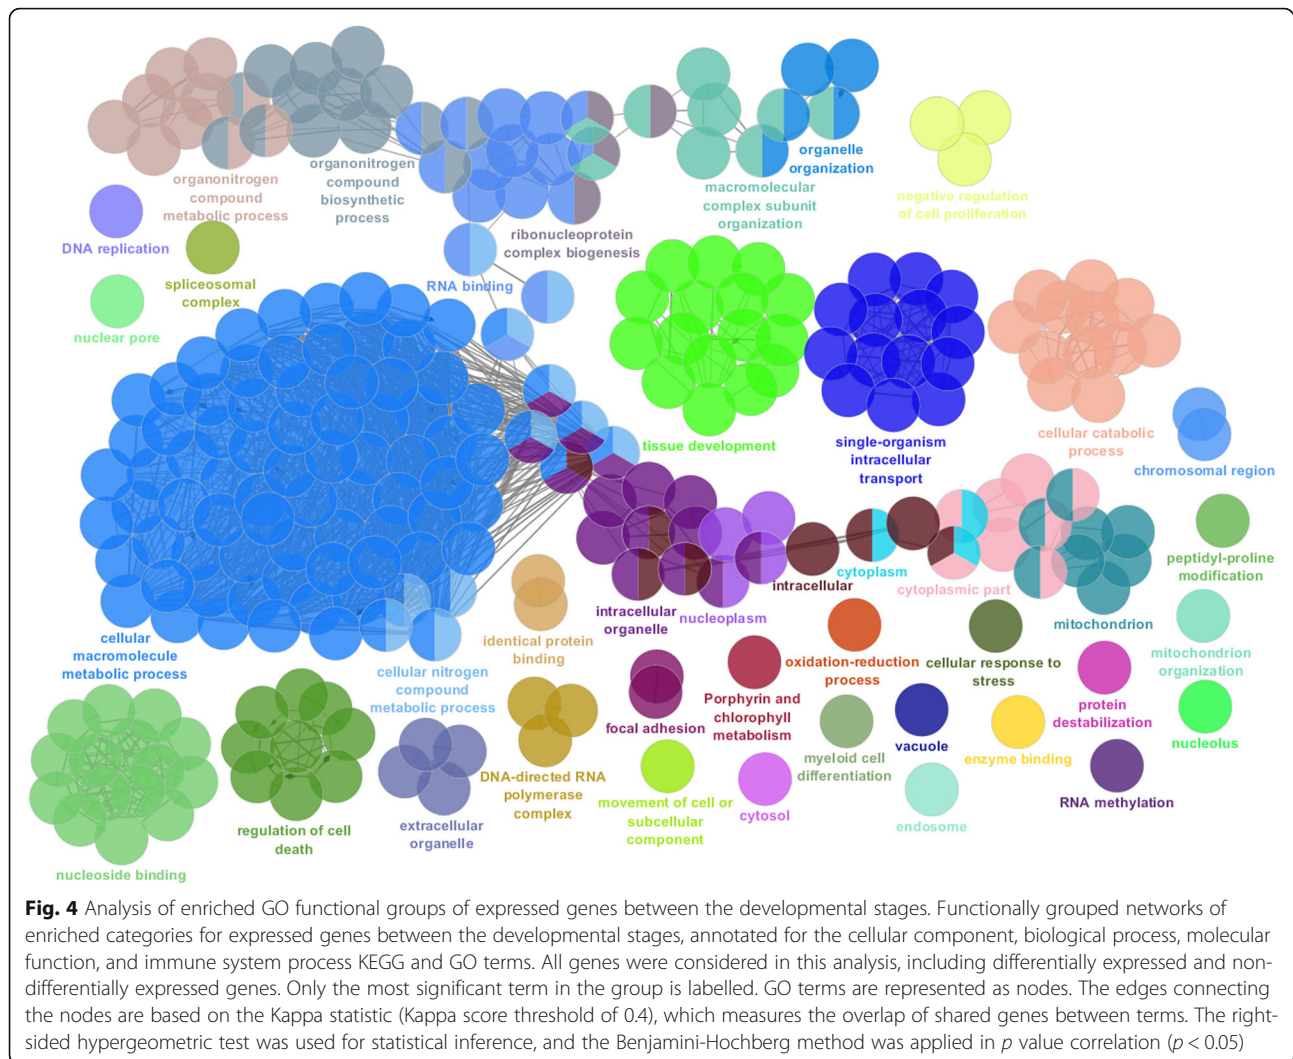 organelle
organization
organonitrogen
compound
biosynthetic
process
organonitrogen
compound
metabolic process
macromolecular
complex subunit
organization
negative regulation
of cell proliferation
DNA replication
ribonucleoprotein
complex biogenesis
spliceosomal
complex
RNA binding
nuclear pore
tissue development
single-organism
intracellular
transport
cellular catabolic
process
chromosomal region
peptidyl-proline
modification
intracellular
cytoplasm
cytoplasmic part
intracellular
organelle
nucleoplasm
mitochondrion
cellular
macromolecule
metabolic process
identical protein
binding
mitochondrion
organization
cellular nitrogen
compound
metabolic process
oxidation-reduction
process
cellular response to
stress
Porphyrin and
chlorophyll
metabolism
focal adhesion
protein
destabilization
nucleolus
vacuole
myeloid cell
differentiation
enzyme binding
DNA-directed RNA
polymerase
complex
movement of cell or
subcellular
component
cytosol
RNA methylation
endosome
regulation of cell
death
extracellular
organelle
nucleoside binding
Fig. 4 Analysis of enriched GO functional groups of expressed genes between the developmental stages. Functionally grouped networks of
enriched categories for expressed genes between the developmental stages, annotated for the cellular component, biological process, molecular
function, and immune system process KEGG and GO terms. All genes were considered in this analysis, including differentially expressed and non-
differentially expressed genes. Only the most significant term in the group is labelled. GO terms are represented as nodes. The edges connecting
the nodes are based on the Kappa statistic (Kappa score threshold of 0.4), which measures the overlap of shared genes between terms. The right-
sided hypergeometric test was used for statistical inference, and the Benjamini-Hochberg method was applied in p value correlation (p < 0.05)